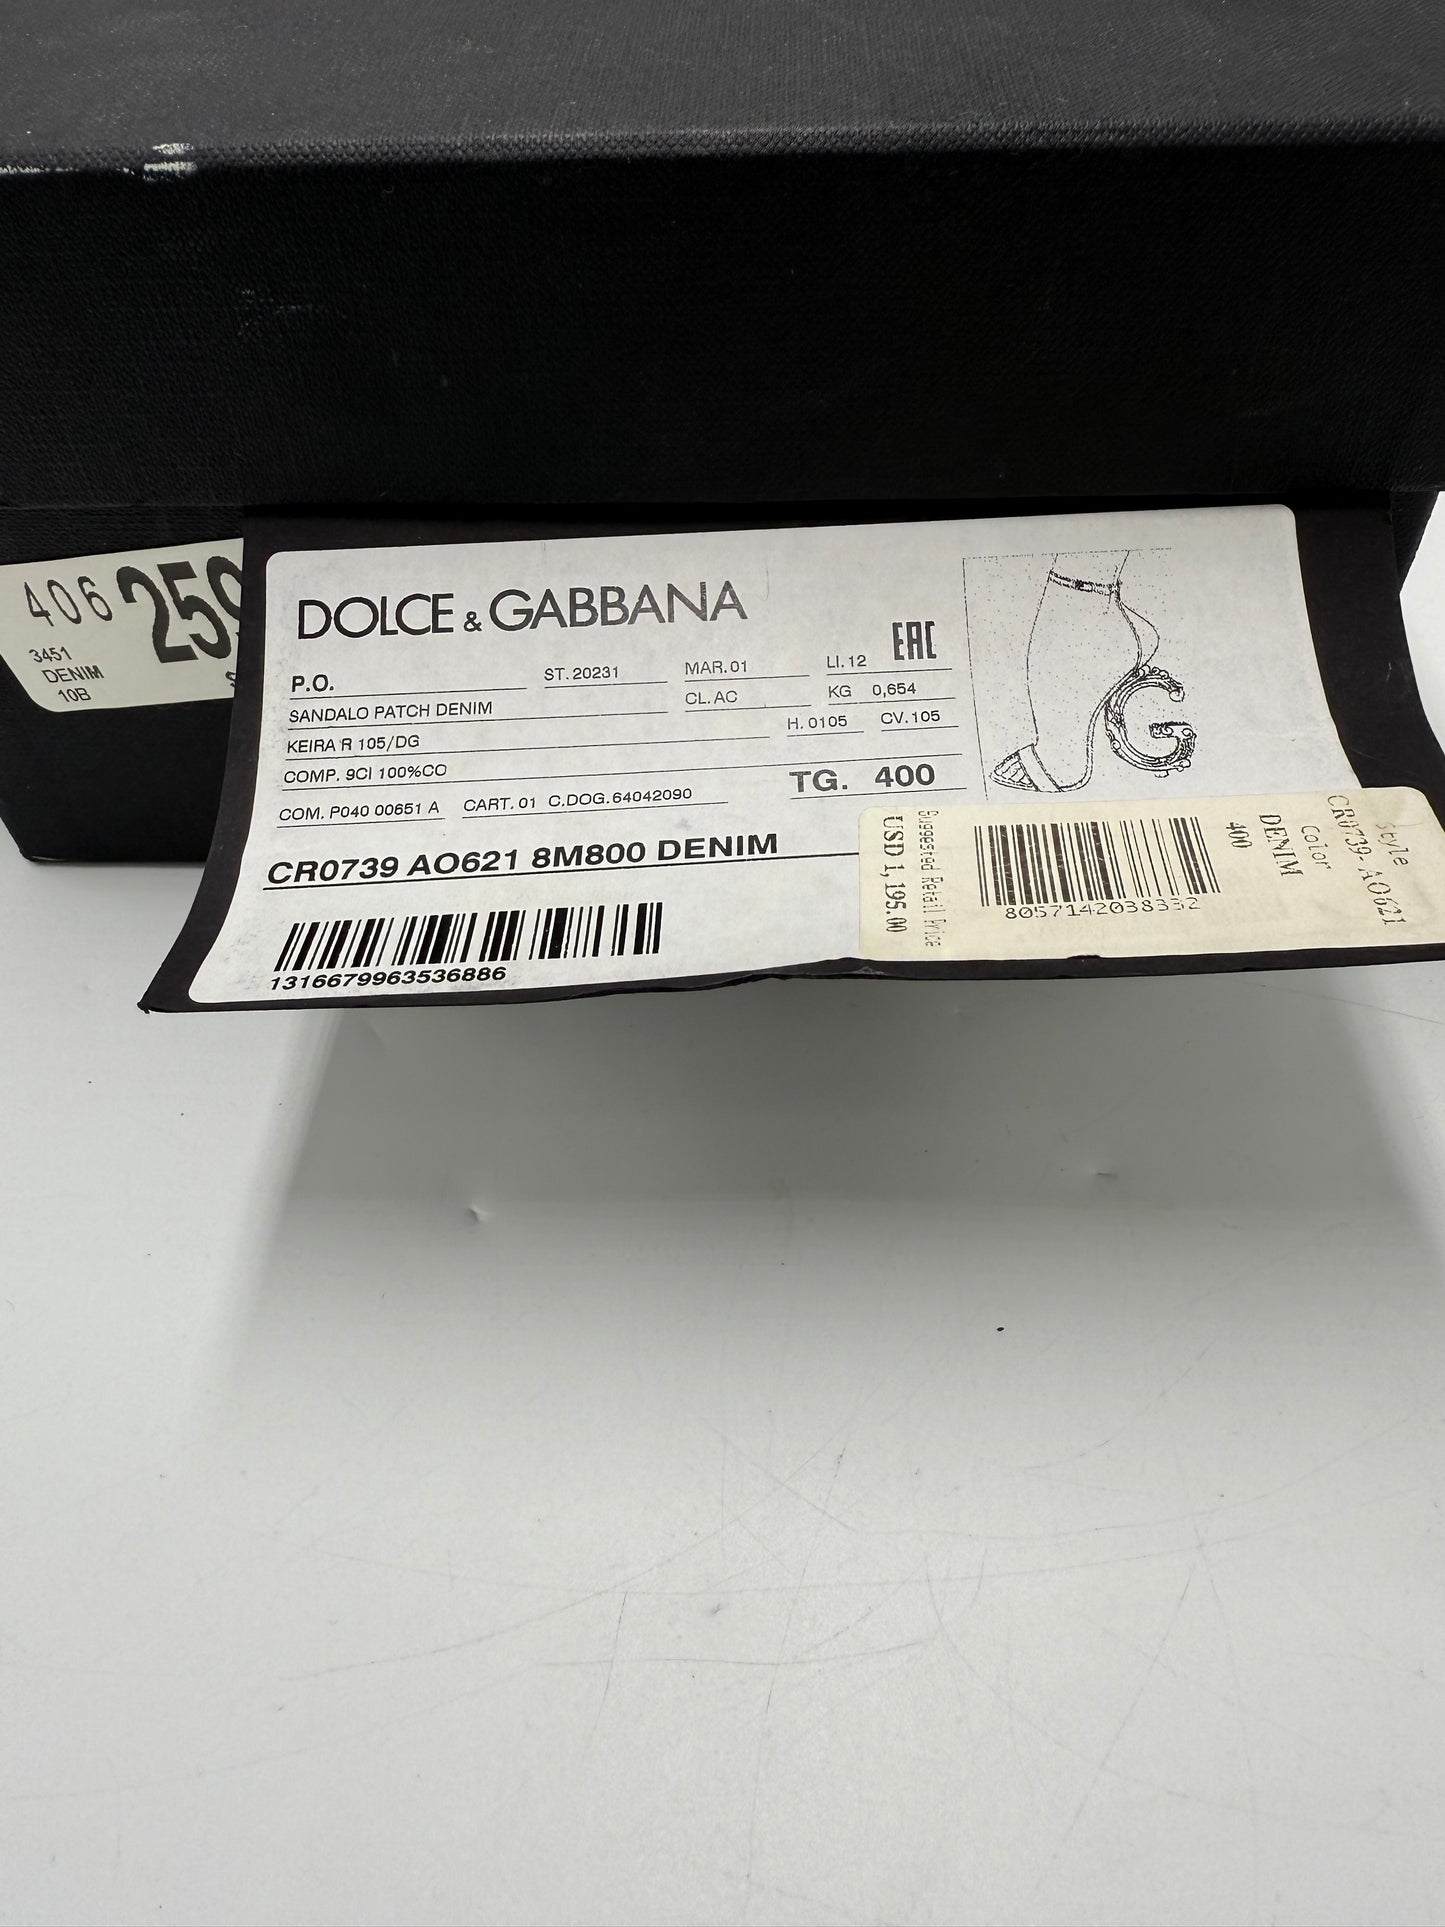 406 259
3451
DENIM
10B
DOLCE & GABBANA
EAC
P.O. ST. 20231 MAR. 01 LI. 12
SANDALO PATCH DENIM CL. AC KG 0,654
KEIRA R 105/DG H. 0105 CV. 105
COMP. 9CI 100%CO
COM. P040 00651 A CART. 01 C.DOG. 64042090 TG. 400
CR0739 AO621 8M800 DENIM
1316679963536886
G
Style
CR0739-AO621
Color
DENIM
400
8057142038332
Suggested Retail Price
USD 1,195.00